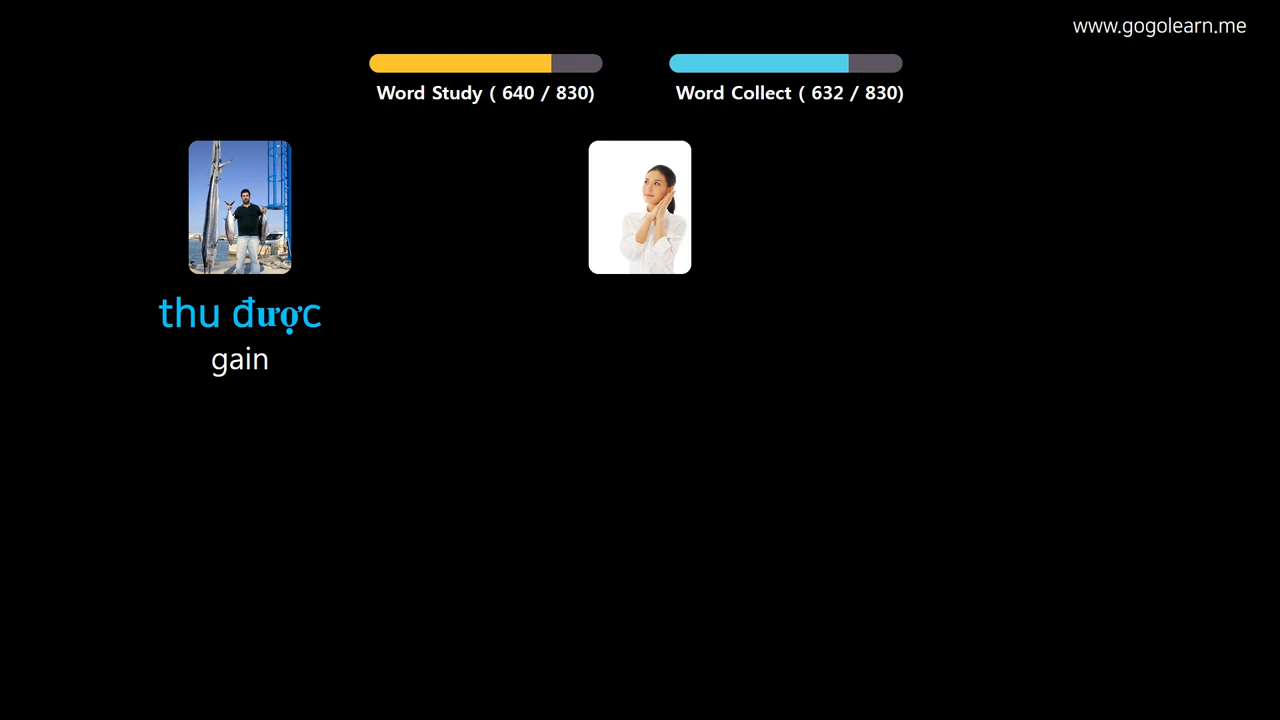 www.gogolearn.me
Word Study ( 640 / 830)
Word Collect ( 632 / 830)
thu được
gain